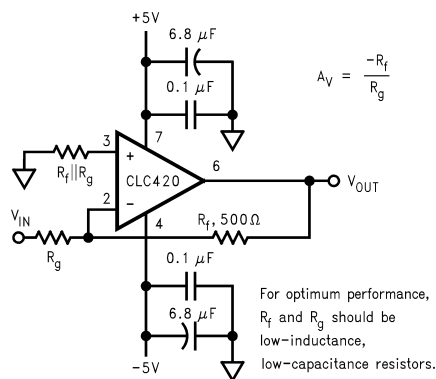 +5V
6.8 μF
0.1 μF
A_V = -R_f / R_g
3
7
+
R_f||R_g
CLC420
6
V_OUT
2
−
4
V_IN
R_g
R_f, 500Ω
0.1 μF
6.8 μF
-5V
For optimum performance,
R_f and R_g should be
low-inductance,
low-capacitance resistors.